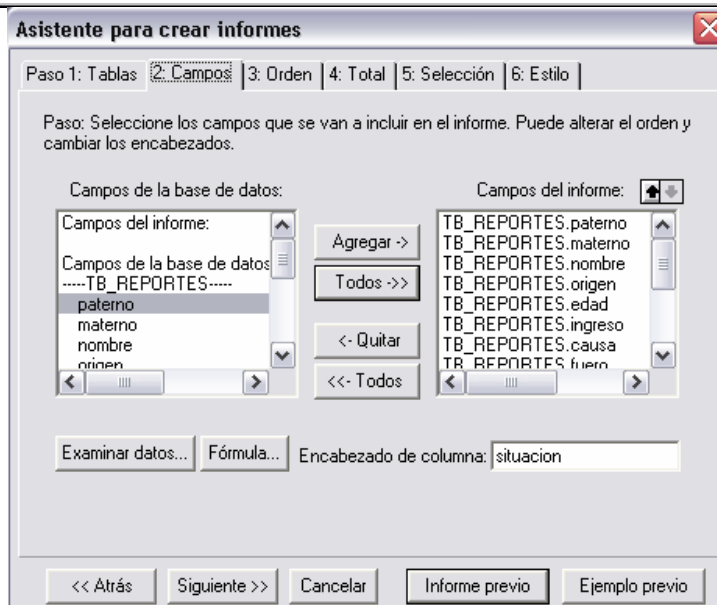 Asistente para crear informes
Paso 1: Tablas 2: Campos 3: Orden 4: Total 5: Selección 6: Estilo
Paso: Seleccione los campos que se van a incluir en el informe. Puede alterar el orden y
cambiar los encabezados.
Campos de la base de datos:
Campos del informe:
Campos de la base de datos
-----TB_REPORTES-----
paterno
materno
nombre
origen
Agregar ->
Todos ->>
<- Quitar
<<- Todos
Campos del informe:
TB_REPORTES.paterno
TB_REPORTES.materno
TB_REPORTES.nombre
TB_REPORTES.origen
TB_REPORTES.edad
TB_REPORTES.ingreso
TB_REPORTES.causa
TB_REPORTES.fuero
Examinar datos... Fórmula... Encabezado de columna: situacion
<< Atrás Siguiente >> Cancelar Informe previo Ejemplo previo